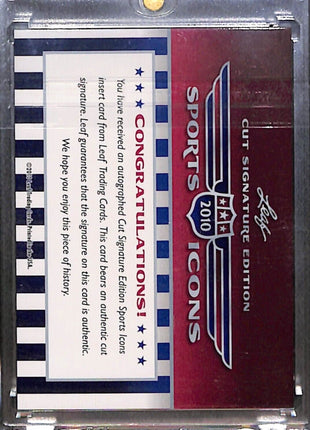 Leaf
CUT SIGNATURE EDITION
SPORTS ICONS
2010
★ ★ ★ CONGRATULATIONS! ★ ★ ★
You have received an autographed Cut Signature Edition Sports Icons
insert card from Leaf Trading Cards. This card bears an authentic cut
signature. Leaf guarantees that the signature on this card is authentic.
We hope you enjoy this piece of history.